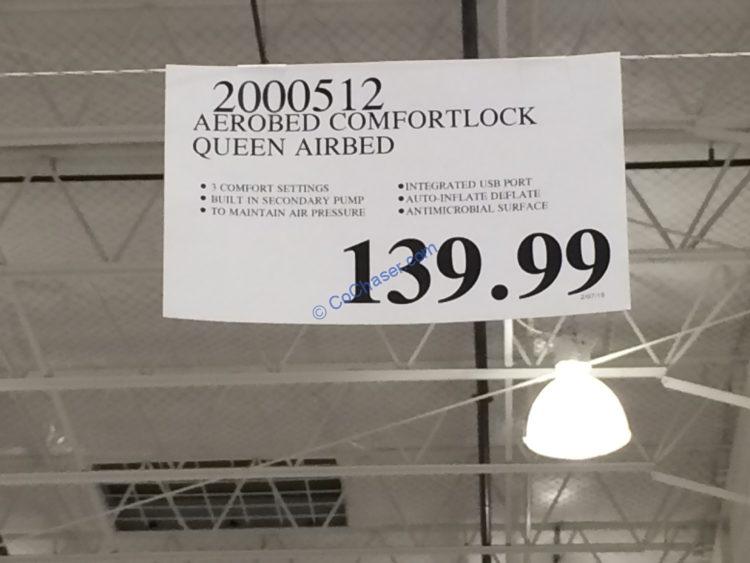 2000512
AEROBED COMFORTLOCK
QUEEN AIRBED
• 3 COMFORT SETTINGS
• BUILT IN SECONDARY PUMP
• TO MAINTAIN AIR PRESSURE
• INTEGRATED USB PORT
• AUTO-INFLATE DEFLATE
• ANTIMICROBIAL SURFACE
139.99
© CoChaser.com